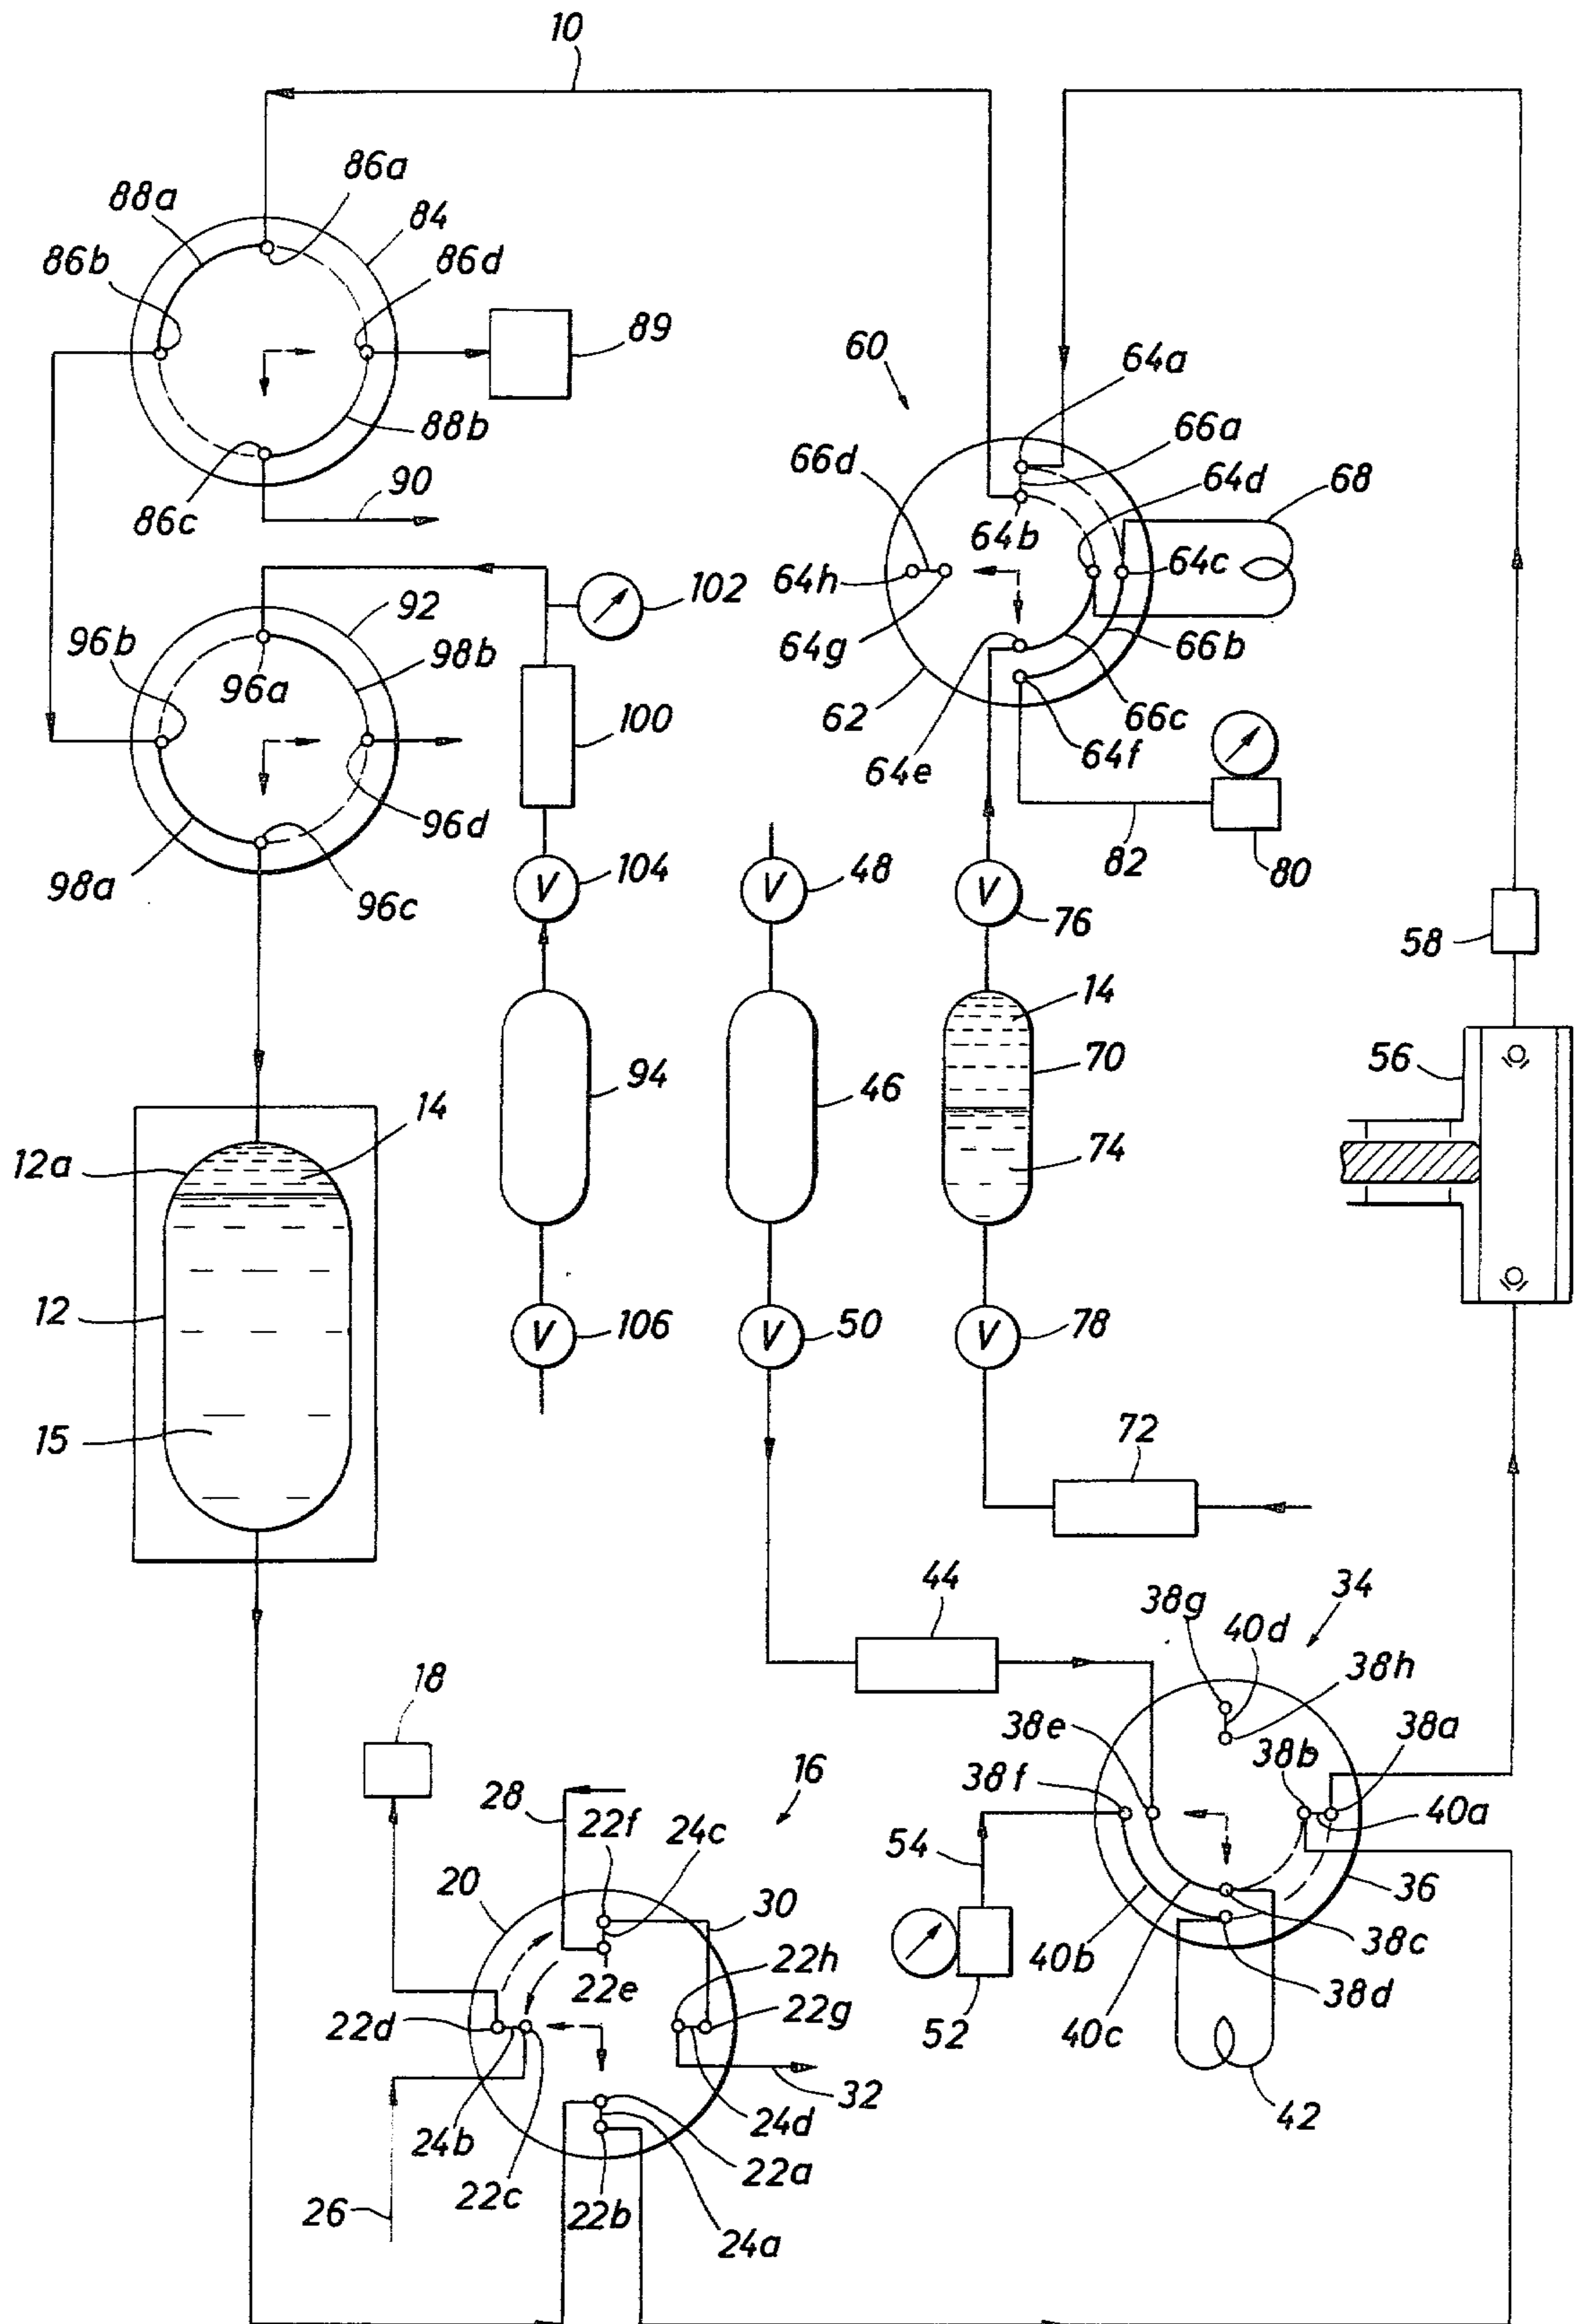 10
86a
88a
84
86b
86d
89
60
64a
88b
66a
66d
64d
68
90
86c
64b
64h
64c
102
92
96b
98b
64g
66b
96a
100
62
66c
64f
64e
96d
82
80
98a
96c
104
48
76
58
14
94
46
70
56
14
12a
74
12
106
50
78
15
72
44
38g
34
40d
38h
18
38e
38a
38b
16
38f
28
22f
24c
40a
54
20
30
36
22e
22h
40b
38c
22d
22g
38d
52
40c
32
24b
24d
42
22a
22c
26
22b
24a
V
V
V
V
V
V